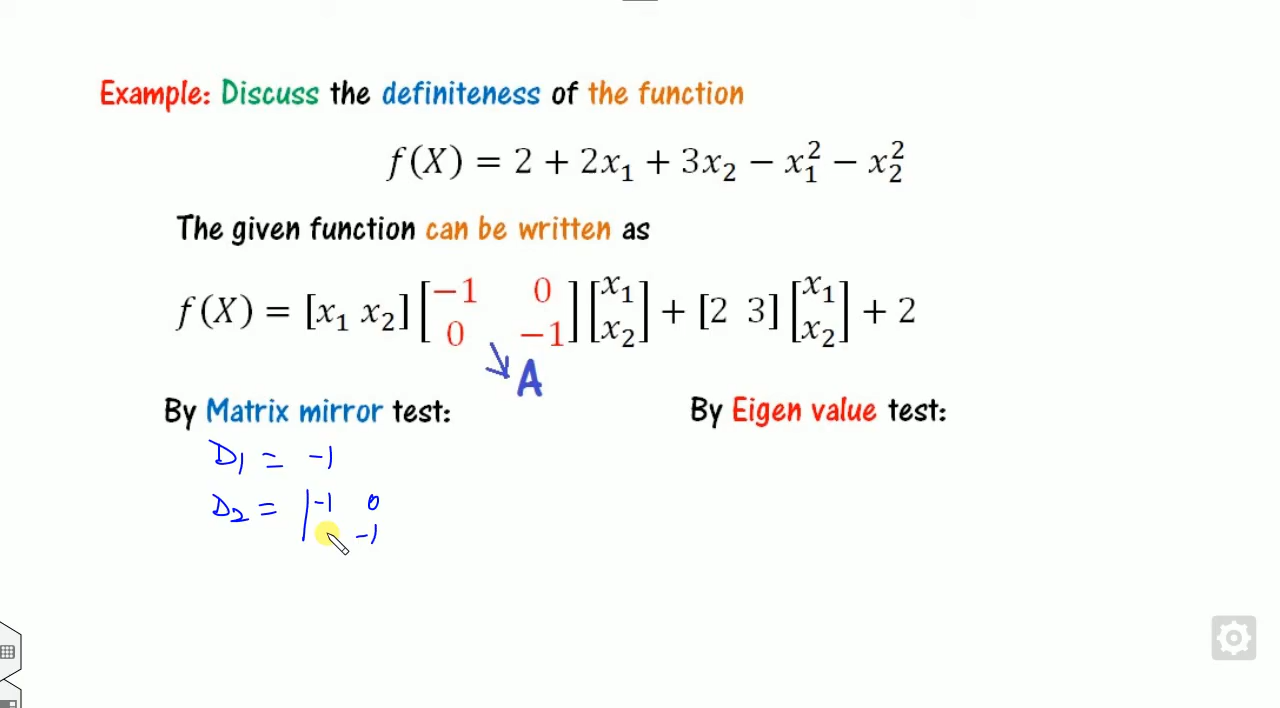 Example: Discuss the definiteness of the function
f(X) = 2 + 2x₁ + 3x₂ − x₁² − x₂²
The given function can be written as
f(X) = [x₁ x₂] [−1 0; 0 −1] [x₁; x₂] + [2 3] [x₁; x₂] + 2
A
By Matrix mirror test: By Eigen value test:
D₁ = -1
D₂ = | -1 0
-1